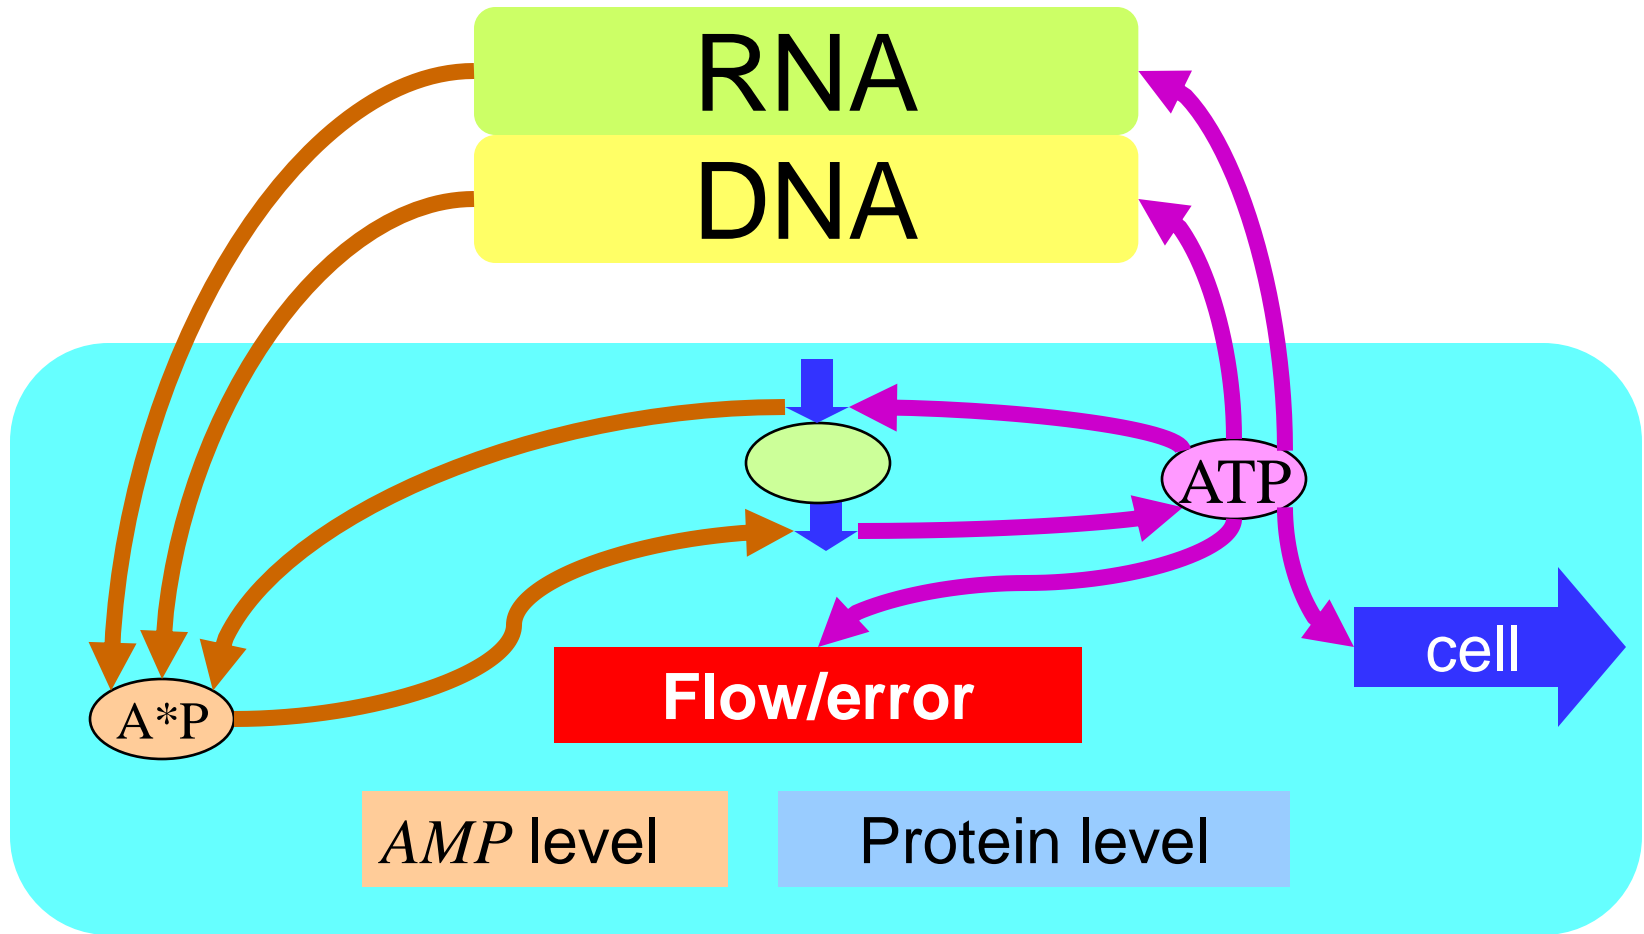 RNA
DNA
ATP
cell
Flow/error
A*P
AMP level
Protein level